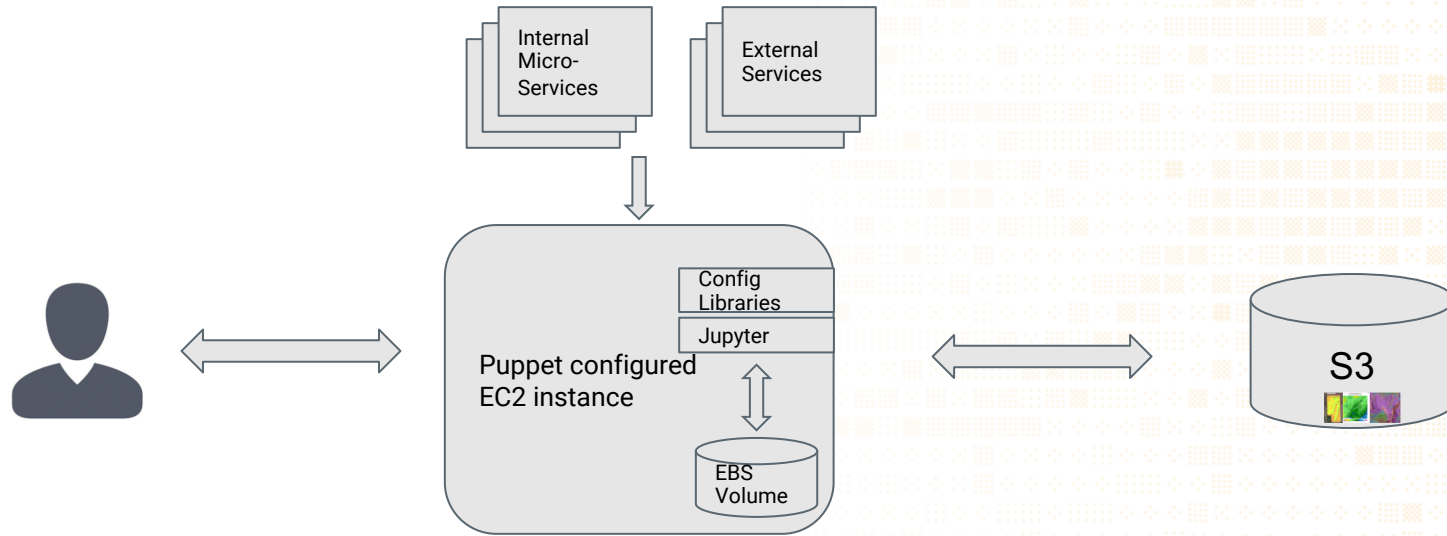 Internal
Micro-
Services
External
Services
Config
Libraries
Jupyter
Puppet configured
EC2 instance
EBS
Volume
S3